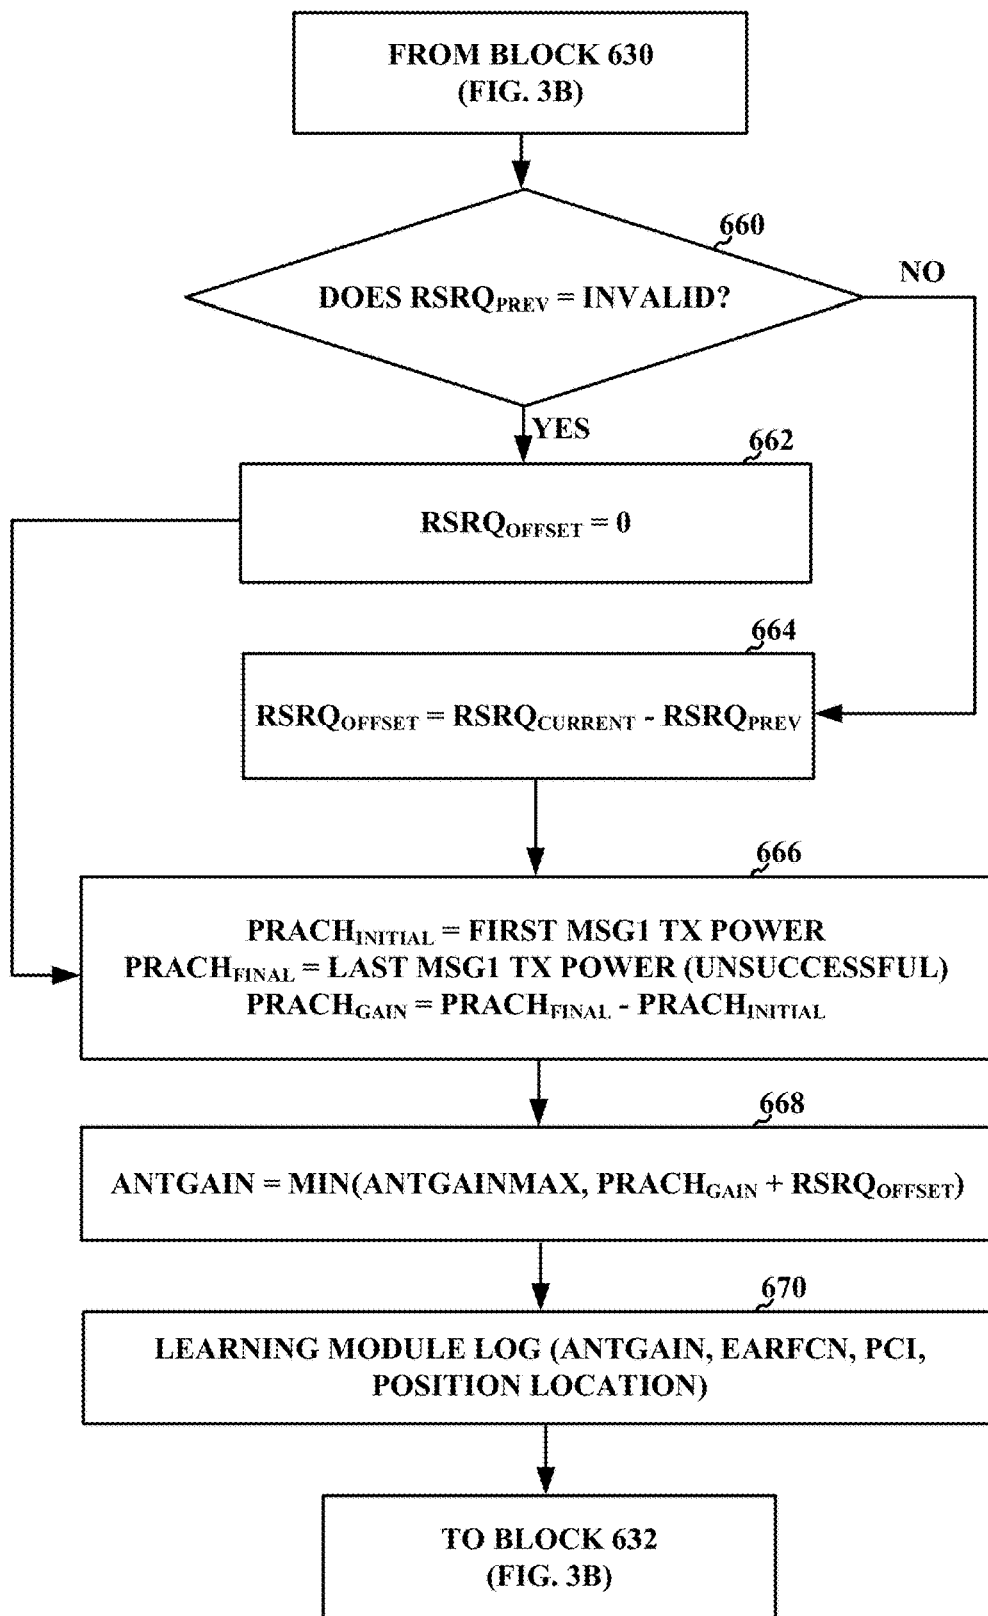 FROM BLOCK 630
(FIG. 3B)
660
DOES RSRQPREV = INVALID?
NO
YES
662
RSRQOFFSET = 0
664
RSRQOFFSET = RSRQCURRENT - RSRQPREV
666
PRACHINITIAL = FIRST MSG1 TX POWER
PRACHFINAL = LAST MSG1 TX POWER (UNSUCCESSFUL)
PRACHGAIN = PRACHFINAL - PRACHINITIAL
668
ANTGAIN = MIN(ANTGAINMAX, PRACHGAIN + RSRQOFFSET)
670
LEARNING MODULE LOG (ANTGAIN, EARFCN, PCI,
POSITION LOCATION)
TO BLOCK 632
(FIG. 3B)